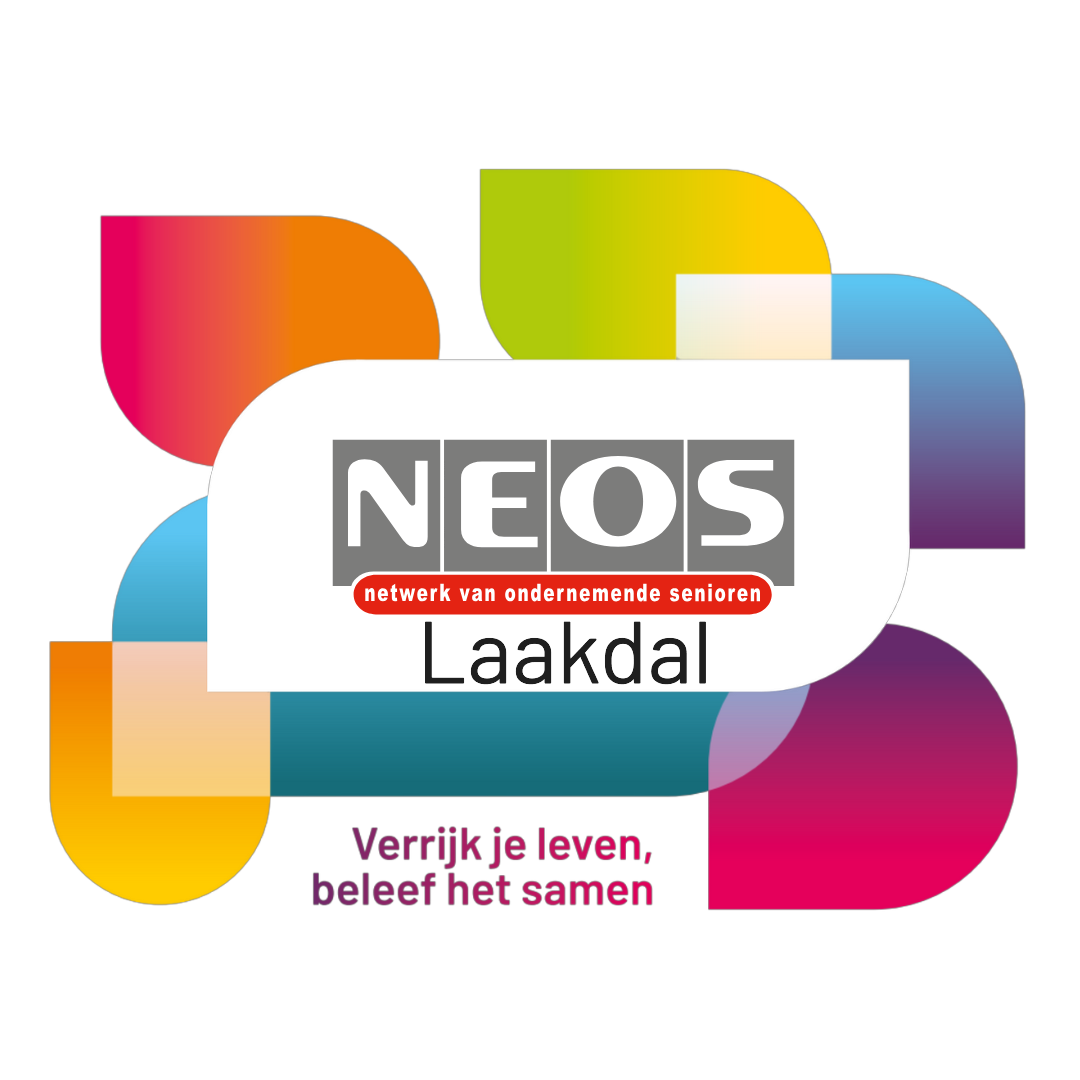 NEOS
netwerk van ondernemende senioren
Laakdal
Verrijk je leven,
beleef het samen